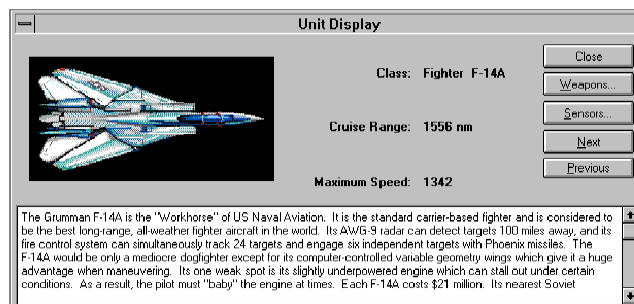 Unit Display
Close
Class: Fighter F-14A
Weapons...
Sensors...
Cruise Range: 1556 nm
Next
Previous
Maximum Speed: 1342
The Grumman F-14A is the "Workhorse" of US Naval Aviation. It is the standard carrier-based fighter and is considered to
be the best long-range, all-weather fighter aircraft in the world. Its AWG-9 radar can detect targets 100 miles away, and its
fire control system can simultaneously track 24 targets and engage six independent targets with Phoenix missiles. The
F-14A would be only a mediocre dogfighter except for its computer-controlled variable geometry wings which give it a huge
advantage when maneuvering. Its one weak spot is its slightly underpowered engine which can stall out under certain
conditions. As a result, the pilot must "baby" the engine at times. Each F-14A costs $21 million. Its nearest Soviet